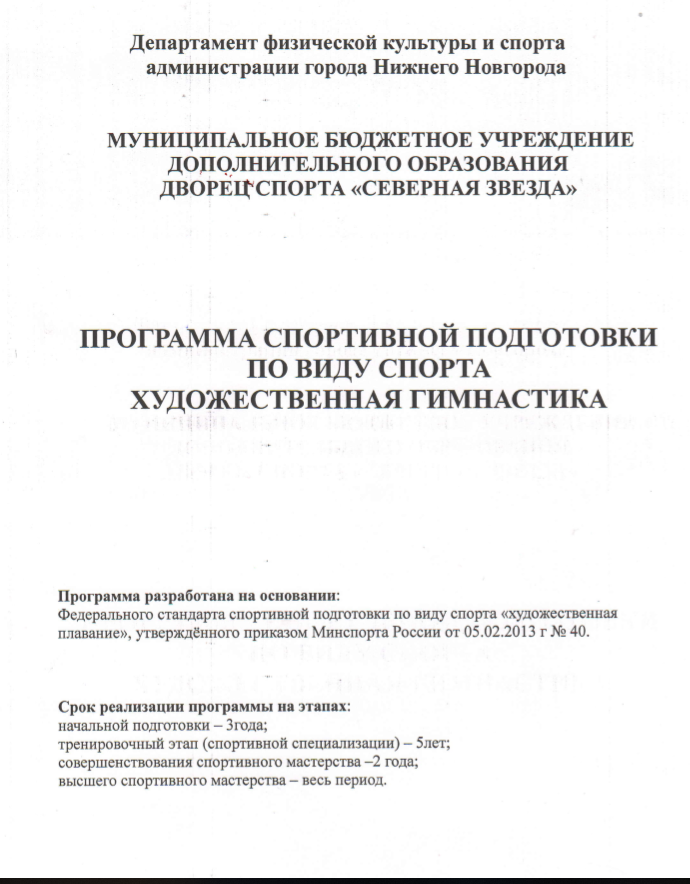 Департамент физической культуры и спорта
администрации города Нижнего Новгорода
МУНИЦИПАЛЬНОЕ БЮДЖЕТНОЕ УЧРЕЖДЕНИЕ
ДОПОЛНИТЕЛЬНОГО ОБРАЗОВАНИЯ
ДВОРЕЦ СПОРТА «СЕВЕРНАЯ ЗВЕЗДА»
ПРОГРАММА СПОРТИВНОЙ ПОДГОТОВКИ
ПО ВИДУ СПОРТА
ХУДОЖЕСТВЕННАЯ ГИМНАСТИКА
Программа разработана на основании:
Федерального стандарта спортивной подготовки по виду спорта «художественная
плавание», утверждённого приказом Минспорта России от 05.02.2013 г № 40.
Срок реализации программы на этапах:
начальной подготовки – 3года;
тренировочный этап (спортивной специализации) – 5лет;
совершенствования спортивного мастерства –2 года;
высшего спортивного мастерства – весь период.